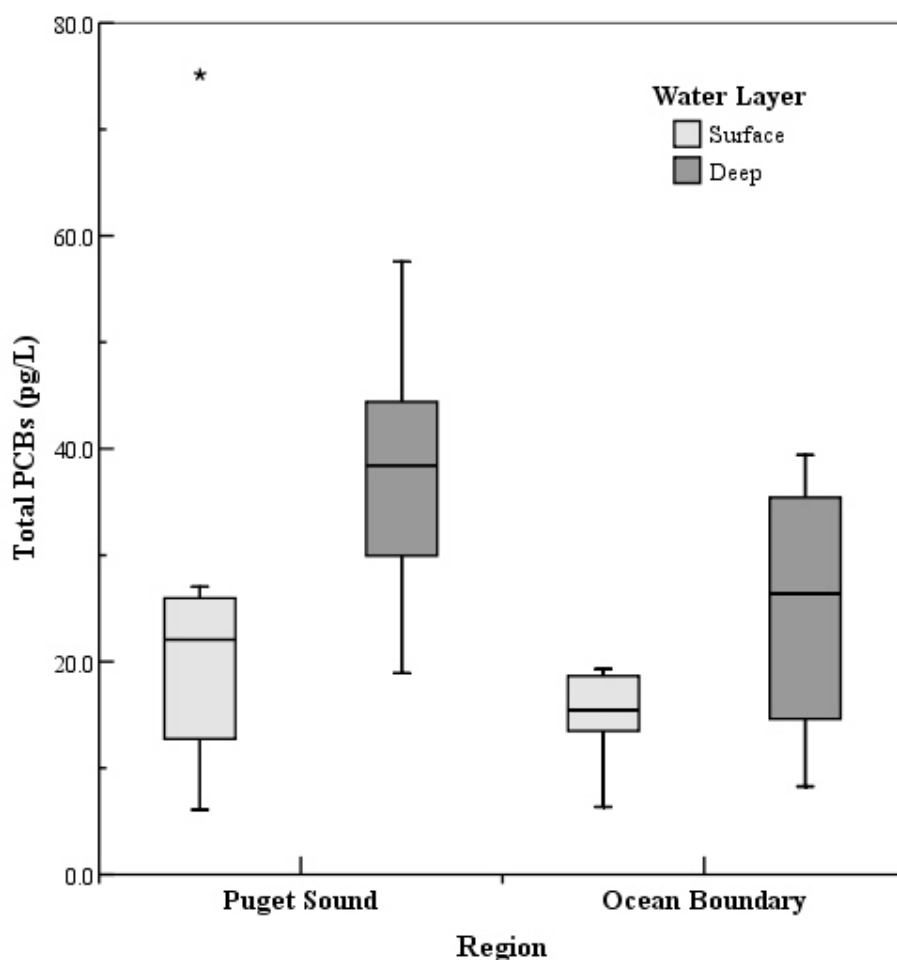 80.0
60.0
40.0
20.0
0.0
Total PCBs (pg/L)
*
Water Layer
Surface
Deep
Puget Sound
Ocean Boundary
Region